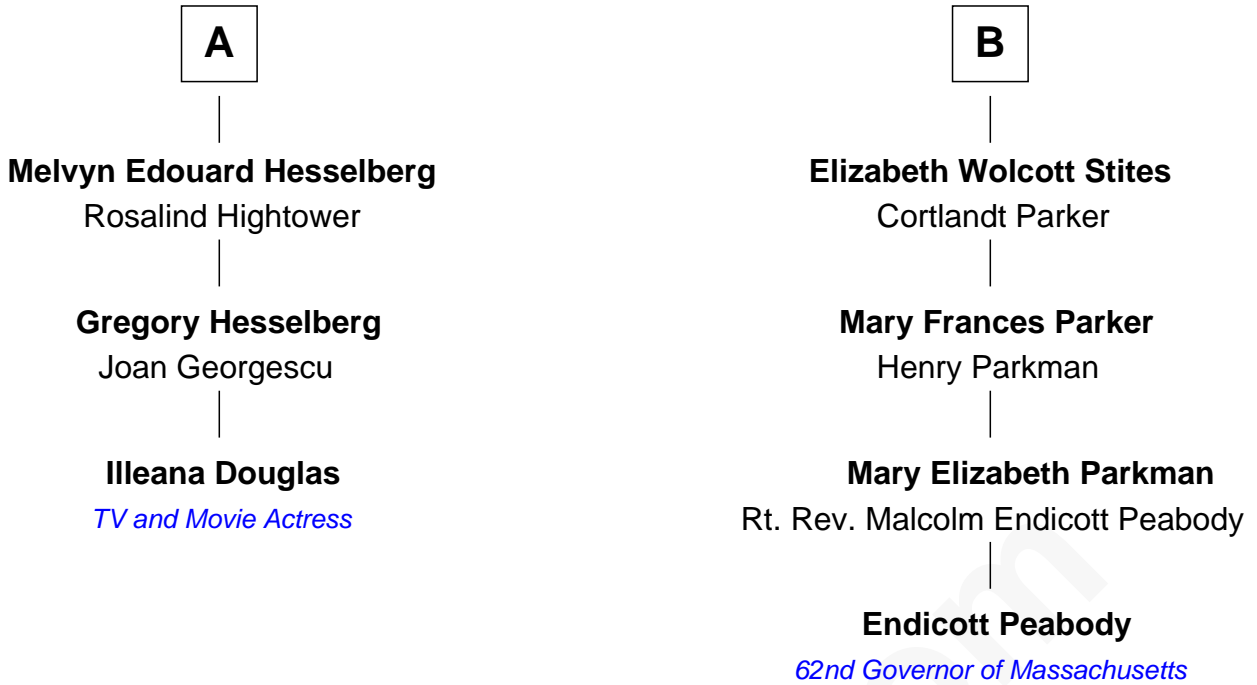 A
Melvyn Edouard Hesselberg
Rosalind Hightower
Gregory Hesselberg
Joan Georgescu
Illeana Douglas
TV and Movie Actress
B
Elizabeth Wolcott Stites
Cortlandt Parker
Mary Frances Parker
Henry Parkman
Mary Elizabeth Parkman
Rt. Rev. Malcolm Endicott Peabody
Endicott Peabody
62nd Governor of Massachusetts
om